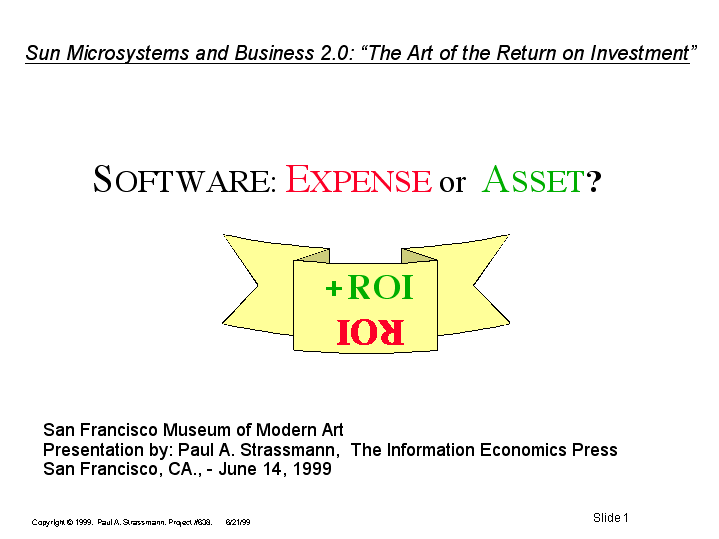 Sun Microsystems and Business 2.0: “The Art of the Return on Investment”
SOFTWARE: EXPENSE or ASSET?
+ROI
ROI
San Francisco Museum of Modern Art
Presentation by: Paul A. Strassmann, The Information Economics Press
San Francisco, CA., - June 14, 1999
Copyright © 1999. Paul A. Strassmann. Project #638. 6/21/99
Slide 1